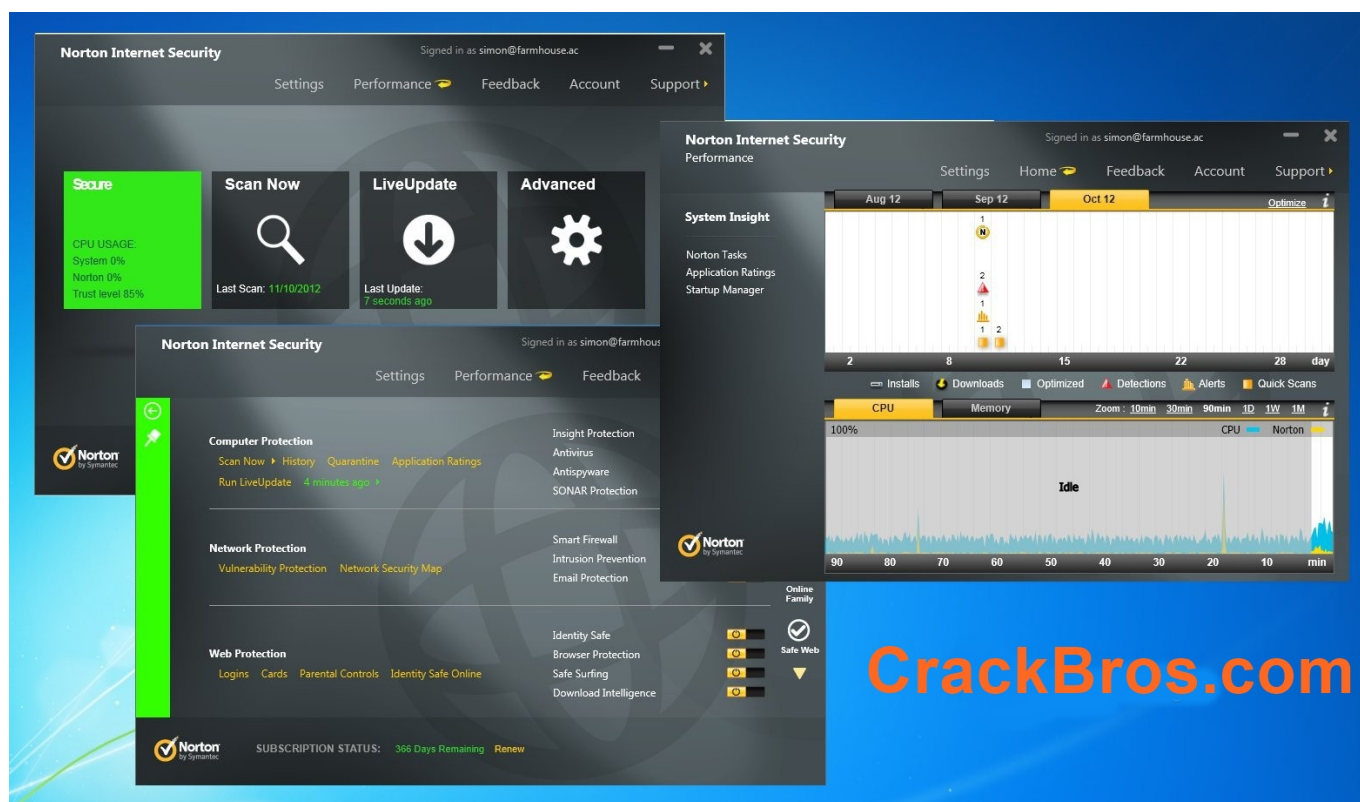 Norton Internet Security
Signed in as simon@farmhouse.ac
Settings Performance Feedback Account Support
Secure
CPU USAGE:
System 0%
Norton 0%
Trust level 85%
Scan Now
Last Scan: 11/10/2012
LiveUpdate
Last Update:
7 seconds ago
Advanced
Norton
by Symantec
Norton Internet Security
Signed in as simon@farmhous
Settings Performance Feedback
Computer Protection
Scan Now History Quarantine Application Ratings
Run LiveUpdate 4 minutes ago
Insight Protection
Antivirus
Antispyware
SONAR Protection
Network Protection
Vulnerability Protection Network Security Map
Smart Firewall
Intrusion Prevention
Email Protection
Web Protection
Logins Cards Parental Controls Identity Safe Online
Identity Safe
Browser Protection
Safe Surfing
Download Intelligence
Online
Family
Safe Web
Norton
by Symantec
SUBSCRIPTION STATUS: 366 Days Remaining Renew
Norton Internet Security
Performance
Signed in as simon@farmhouse.ac
Settings Home Feedback Account Support
System Insight
Norton Tasks
Application Ratings
Startup Manager
Aug 12 Sep 12 Oct 12 Optimize i
1
N
2
1
1 2
2 8 15 22 28 day
Installs Downloads Optimized Detections Alerts Quick Scans
CPU Memory Zoom : 10min 30min 90min 1D 1W 1M i
100% CPU Norton
Idle
90 80 70 60 50 40 30 20 10 min
Norton
by Symantec
CrackBros.com